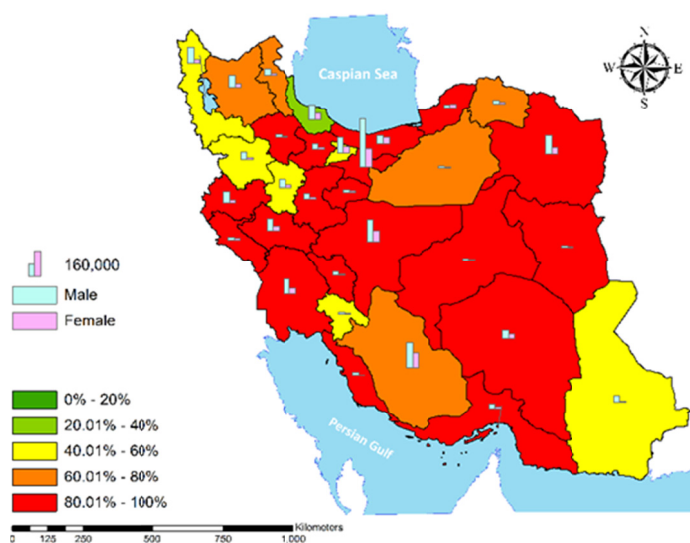 N
W E
S
Caspian Sea
160,000
Male
Female
0% - 20%
20.01% - 40%
40.01% - 60%
60.01% - 80%
80.01% - 100%
Persian Gulf
Kilometers
0 125 250 500 750 1,000